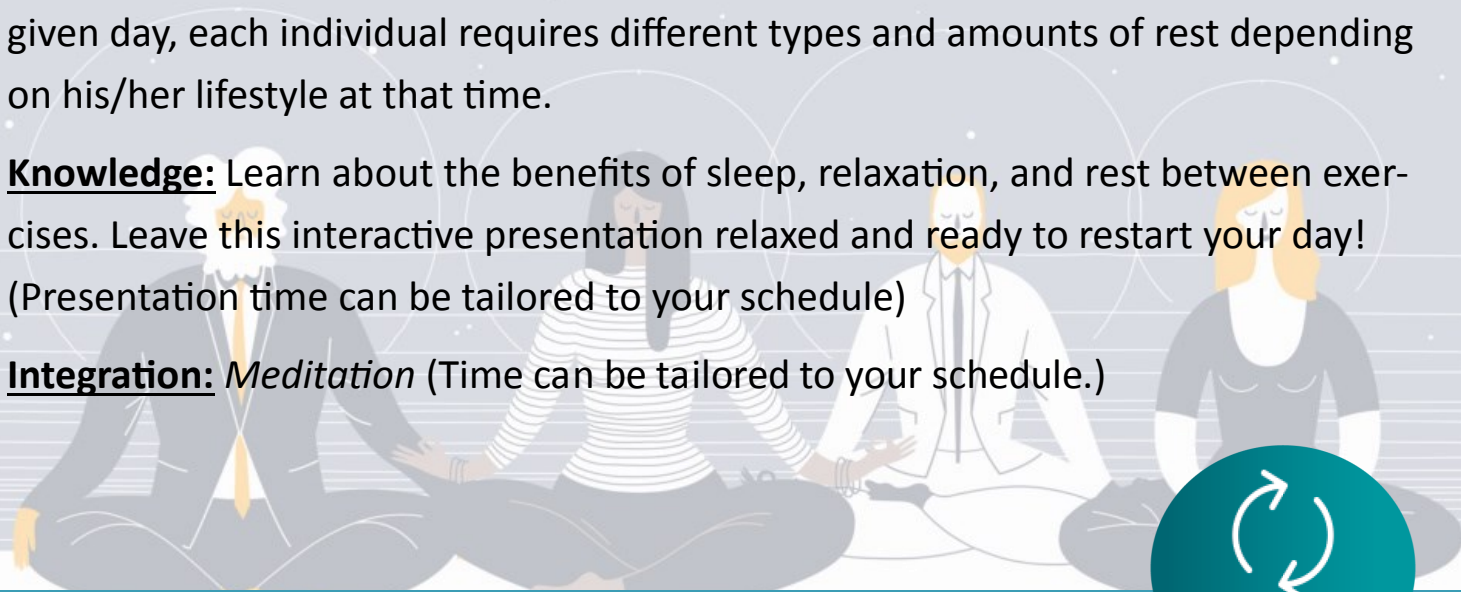 given day, each individual requires different types and amounts of rest depending
on his/her lifestyle at that time.
Knowledge: Learn about the benefits of sleep, relaxation, and rest between exer-
cises. Leave this interactive presentation relaxed and ready to restart your day!
(Presentation time can be tailored to your schedule)
Integration: Meditation (Time can be tailored to your schedule.)